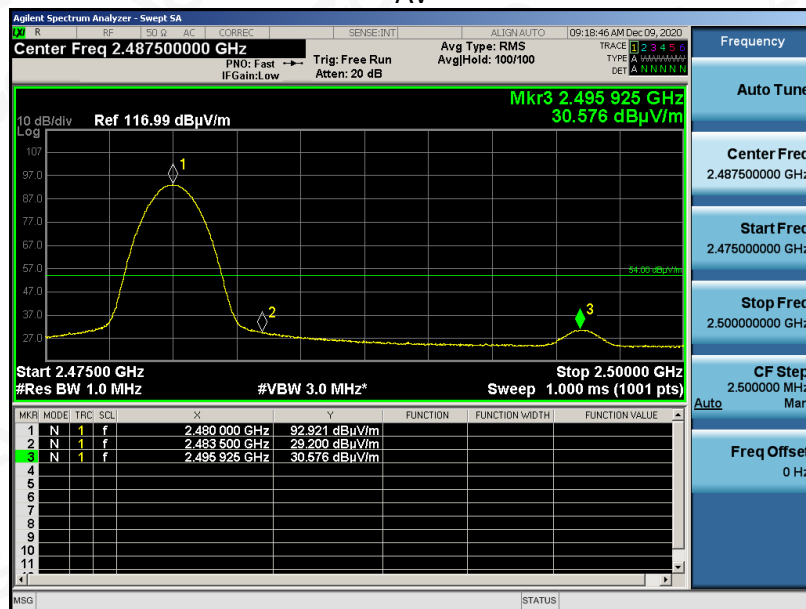 Agilent Spectrum Analyzer - Swept SA
LXI R RF 50 Ω AC CORREC SENSE:INT ALIGN AUTO 09:18:46 AM Dec 09, 2020
Center Freq 2.487500000 GHz
PNO: Fast
IFGain:Low
Trig: Free Run
Atten: 20 dB
Avg Type: RMS
Avg|Hold: 100/100
TRACE 1 2 3 4 5 6
TYPE A WWWWW
DET A N N N N N
Mkr3 2.495 925 GHz
30.576 dBµV/m
10 dB/div Ref 116.99 dBµV/m
Log
107
97.0
87.0
77.0
67.0
57.0
47.0
37.0
27.0
1
2
3
54.00 dBµV/m
Start 2.47500 GHz Stop 2.50000 GHz
#Res BW 1.0 MHz #VBW 3.0 MHz* Sweep 1.000 ms (1001 pts)
MKR MODE TRC SCL X Y FUNCTION FUNCTION WIDTH FUNCTION VALUE
1 N 1 f 2.480 000 GHz 92.921 dBµV/m
2 N 1 f 2.483 500 GHz 29.200 dBµV/m
3 N 1 f 2.495 925 GHz 30.576 dBµV/m
4
5
6
7
8
9
10
11
MSG STATUS
Frequency
Auto Tune
Center Freq
2.487500000 GHz
Start Freq
2.475000000 GHz
Stop Freq
2.500000000 GHz
CF Step
2.500000 MHz
Auto Man
Freq Offset
0 Hz